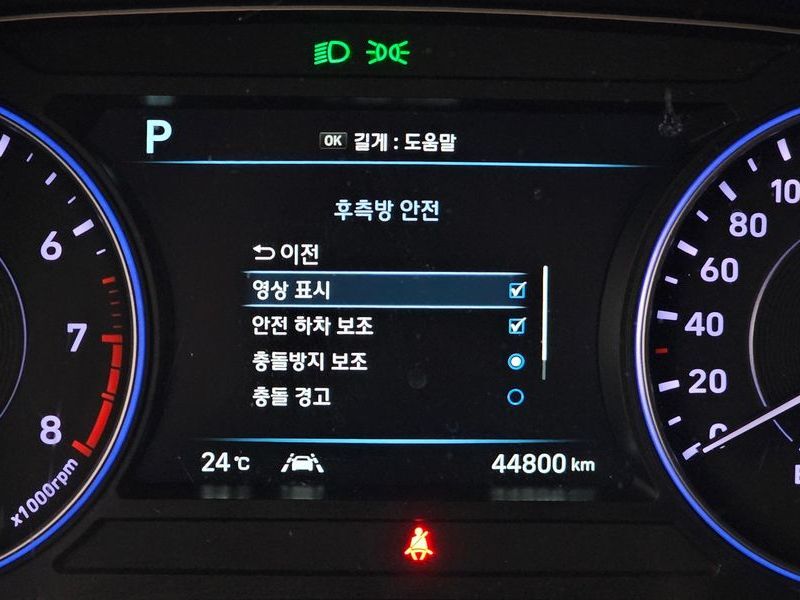 P
OK 길게 : 도움말
후측방 안전
이전
영상 표시
안전 하차 보조
충돌방지 보조
충돌 경고
24℃
44800 km
6
7
8
x1000rpm
100
80
60
40
20
0